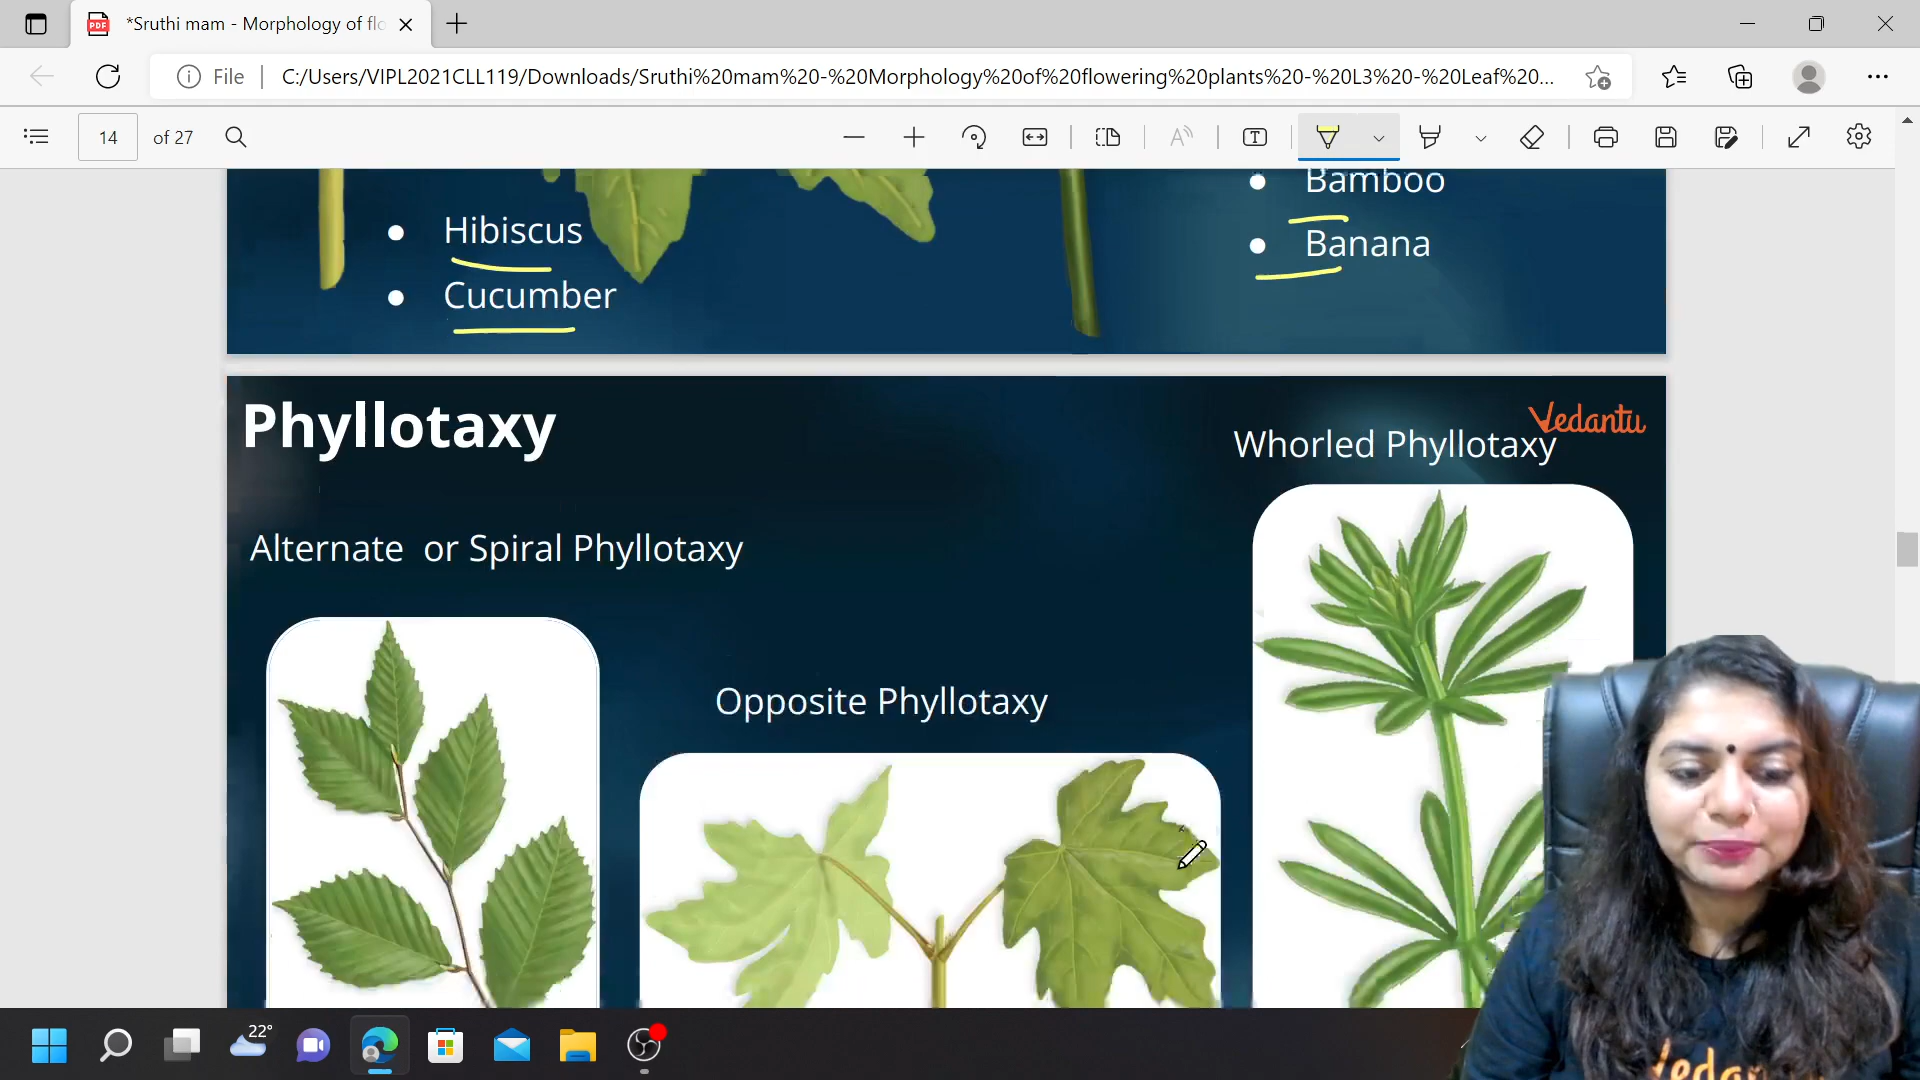 *Sruthi mam - Morphology of flo
File
C:/Users/VIPL2021CLL119/Downloads/Sruthi%20mam%20-%20Morphology%20of%20flowering%20plants%20-%20L3%20-%20Leaf%20...
14
of 27
Bamboo
Hibiscus
Banana
Cucumber
Phyllotaxy
Vedantu
Whorled Phyllotaxy
Alternate or Spiral Phyllotaxy
Opposite Phyllotaxy
22°